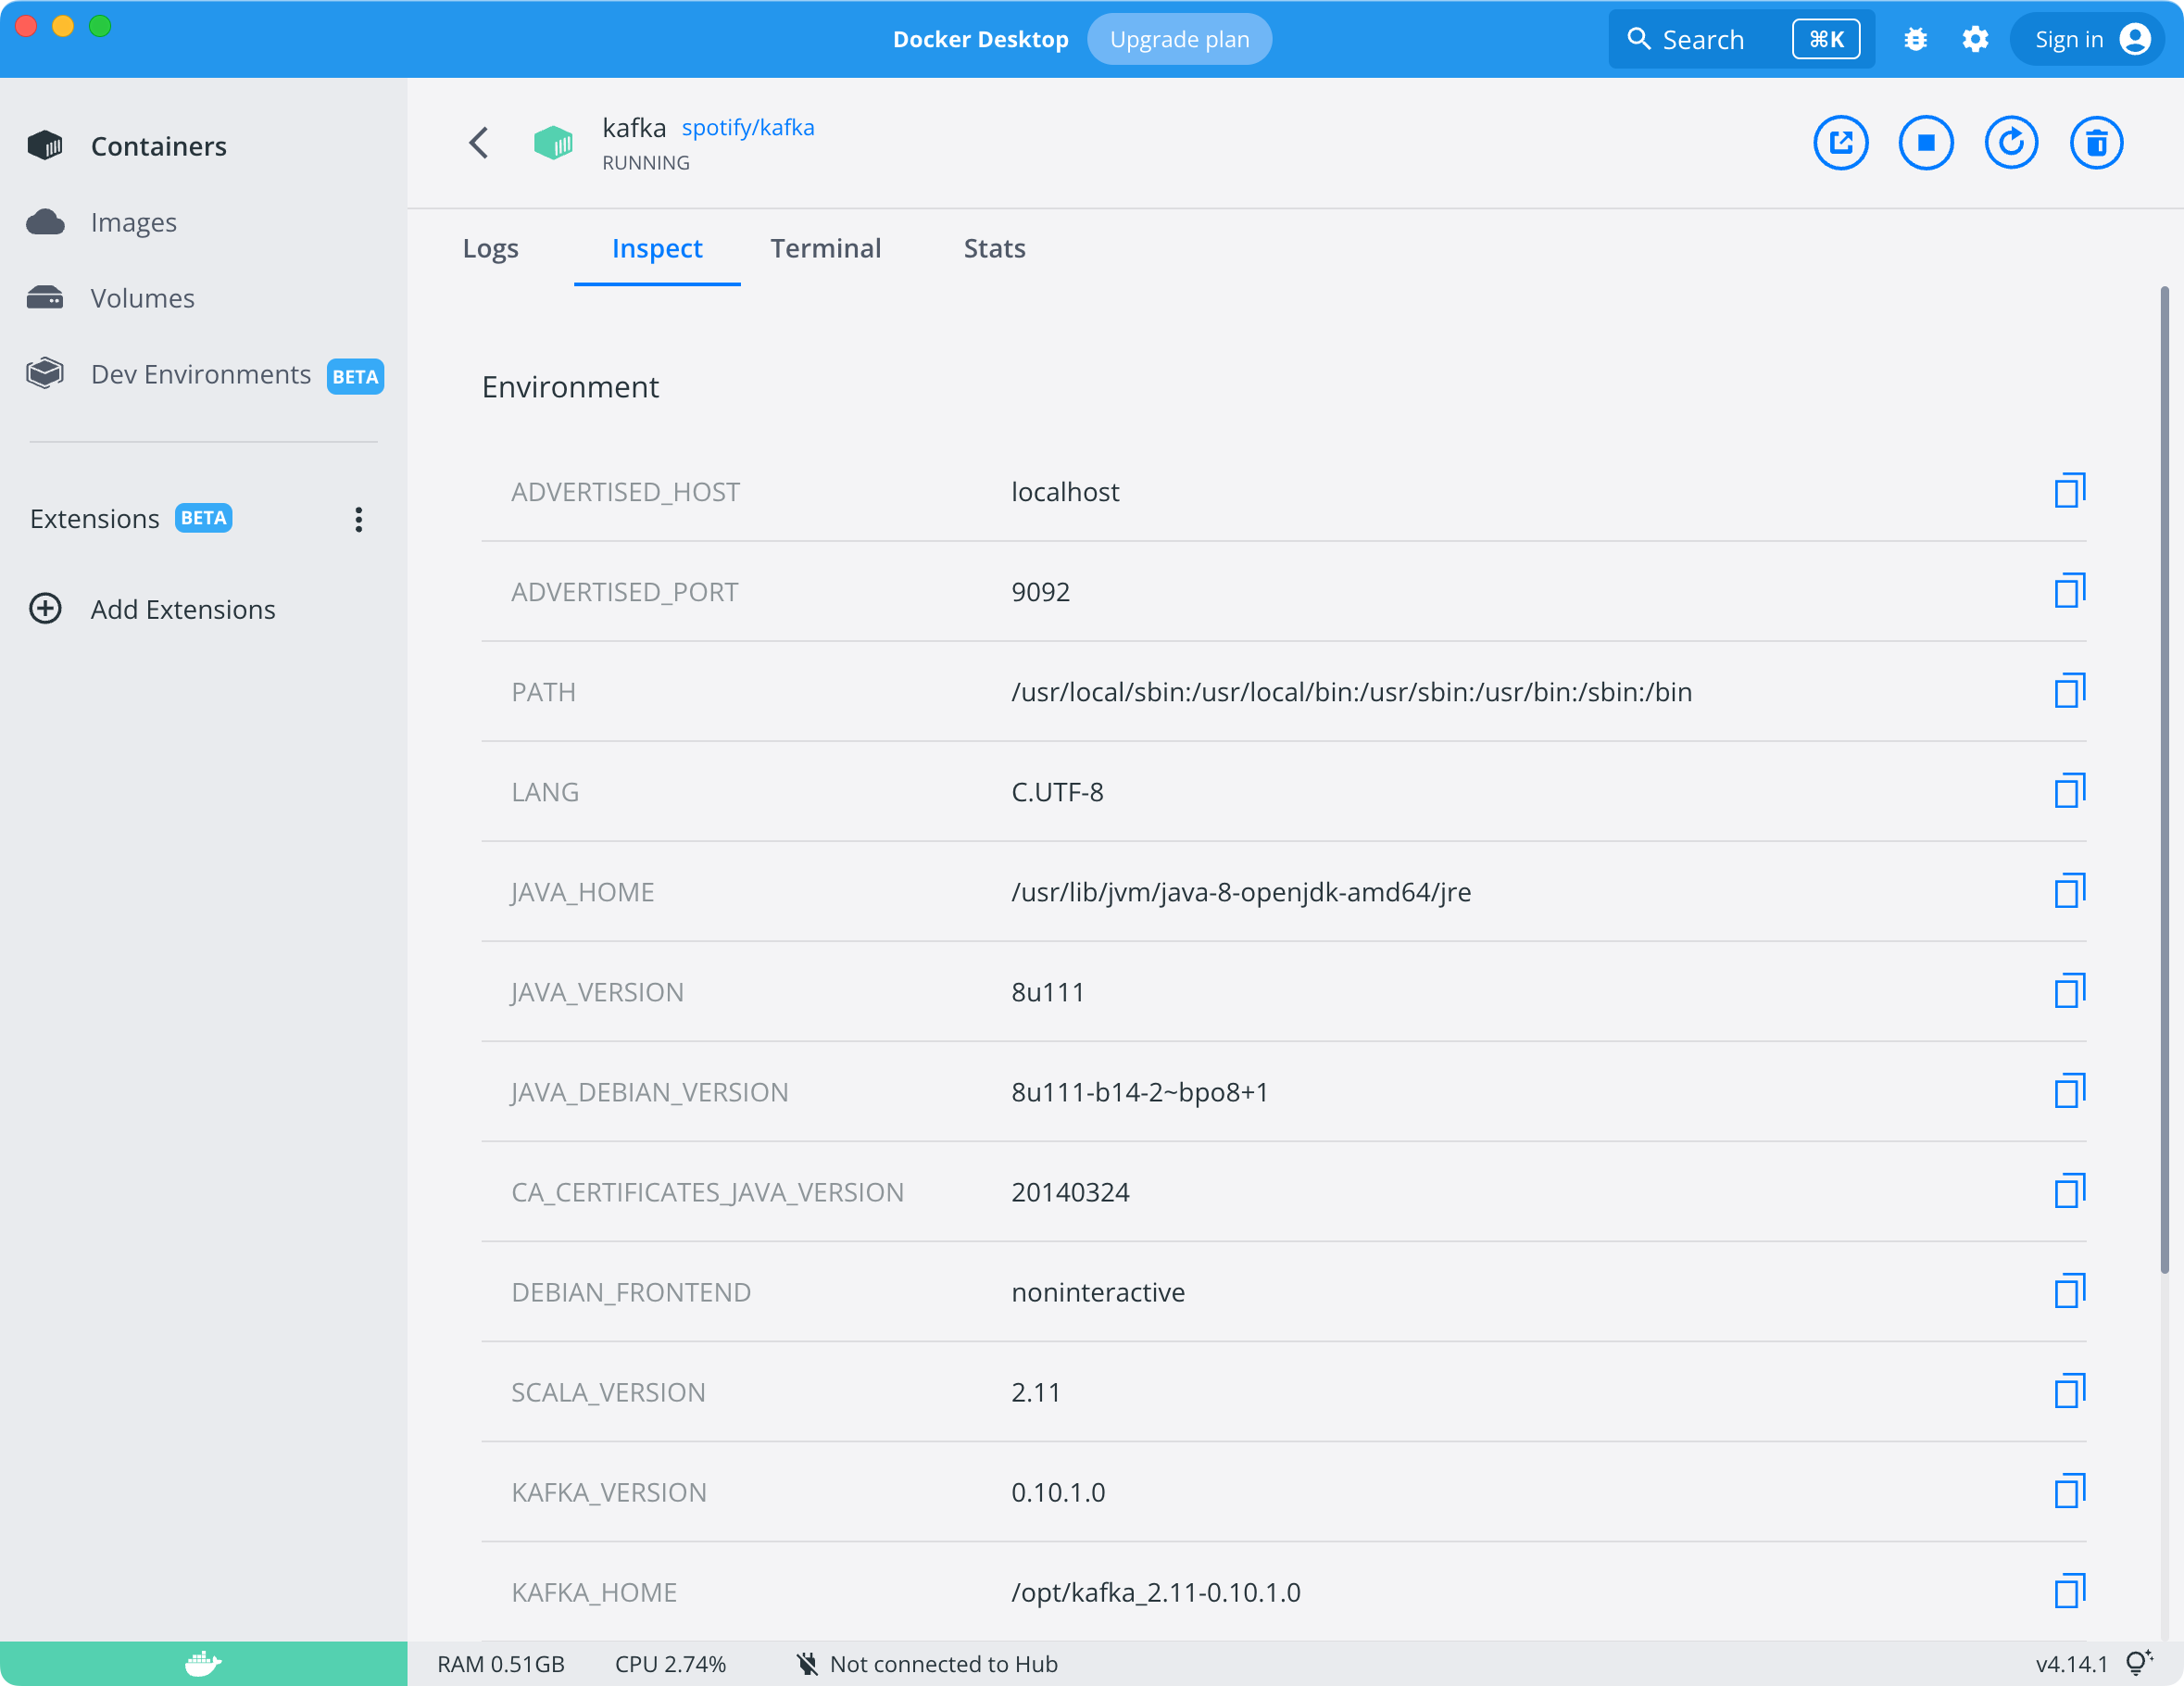 Docker Desktop Upgrade plan Search ⌘K Sign in
Containers
Images
Volumes
Dev Environments BETA
Extensions BETA
Add Extensions
kafka spotify/kafka
RUNNING
Logs Inspect Terminal Stats
Environment
ADVERTISED_HOST localhost
ADVERTISED_PORT 9092
PATH /usr/local/sbin:/usr/local/bin:/usr/sbin:/usr/bin:/sbin:/bin
LANG C.UTF-8
JAVA_HOME /usr/lib/jvm/java-8-openjdk-amd64/jre
JAVA_VERSION 8u111
JAVA_DEBIAN_VERSION 8u111-b14-2~bpo8+1
CA_CERTIFICATES_JAVA_VERSION 20140324
DEBIAN_FRONTEND noninteractive
SCALA_VERSION 2.11
KAFKA_VERSION 0.10.1.0
KAFKA_HOME /opt/kafka_2.11-0.10.1.0
RAM 0.51GB CPU 2.74% Not connected to Hub v4.14.1